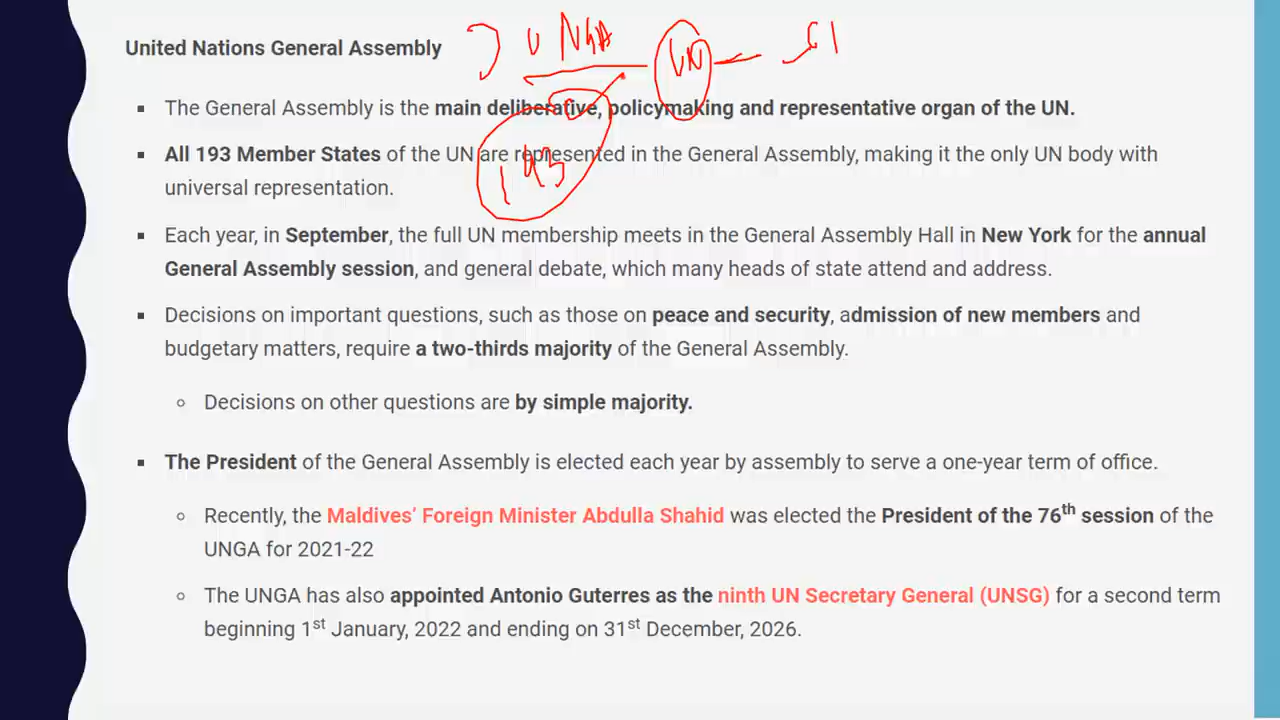 United Nations General Assembly
UNGA UN
The General Assembly is the main deliberative, policymaking and representative organ of the UN.
193
All 193 Member States of the UN are represented in the General Assembly, making it the only UN body with
universal representation.
Each year, in September, the full UN membership meets in the General Assembly Hall in New York for the annual
General Assembly session, and general debate, which many heads of state attend and address.
Decisions on important questions, such as those on peace and security, admission of new members and
budgetary matters, require a two-thirds majority of the General Assembly.
Decisions on other questions are by simple majority.
The President of the General Assembly is elected each year by assembly to serve a one-year term of office.
Recently, the Maldives' Foreign Minister Abdulla Shahid was elected the President of the 76th session of the
UNGA for 2021-22
The UNGA has also appointed Antonio Guterres as the ninth UN Secretary General (UNSG) for a second term
beginning 1st January, 2022 and ending on 31st December, 2026.